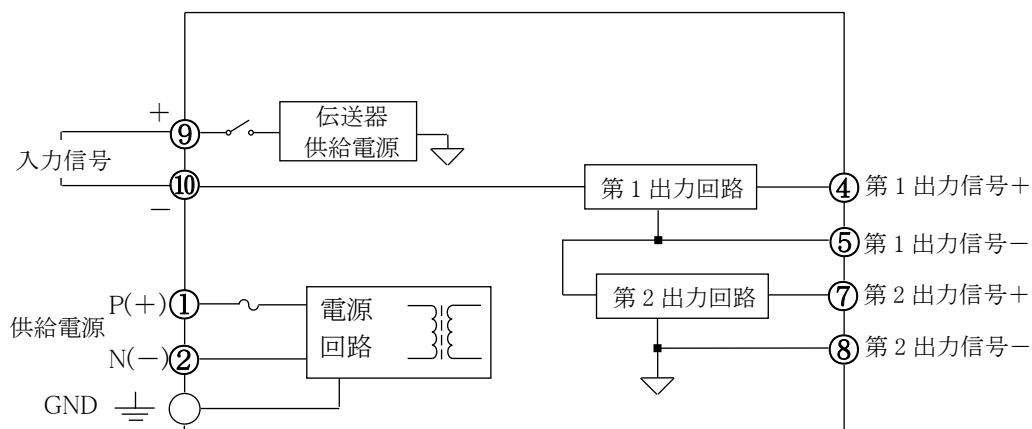 +
⑨
伝送器
供給電源
入力信号
⑩
−
第1出力回路
④ 第1出力信号+
⑤ 第1出力信号−
第2出力回路
⑦ 第2出力信号+
⑧ 第2出力信号−
P(+) ①
供給電源
N(−) ②
電源
回路
GND